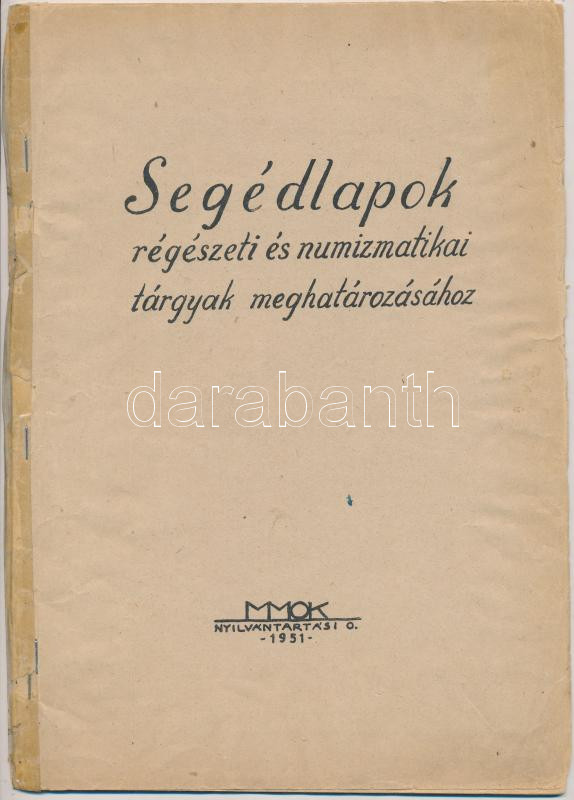 Segédlapok
régészeti és numizmatikai
tárgyak meghatározásához
darabanth
MMOK
NYILVÁNTARTÁSI O.
-1951-